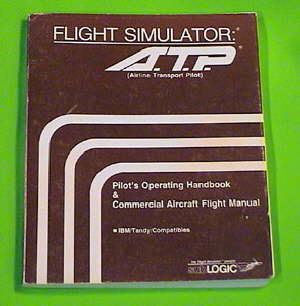 FLIGHT SIMULATOR:
A.T.P.
(Airline Transport Pilot)
Pilot's Operating Handbook
&
Commercial Aircraft Flight Manual
■ IBM/Tandy/Compatibles
subLOGIC